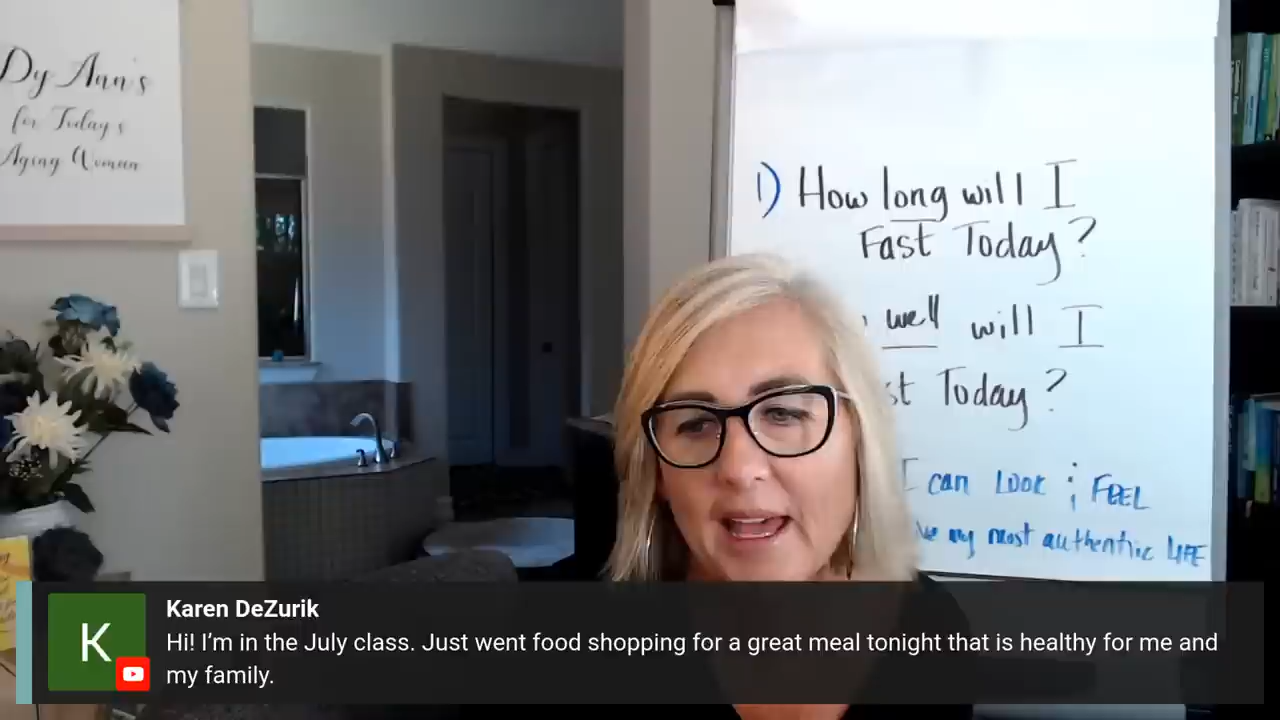 Dy Ann's
for Today's
Aging Woman
1) How long will I
Fast Today?
well will I
Today?
I can LOOK & FEEL
my most authentic LIFE
K
Karen DeZurik
Hi! I’m in the July class. Just went food shopping for a great meal tonight that is healthy for me and
my family.